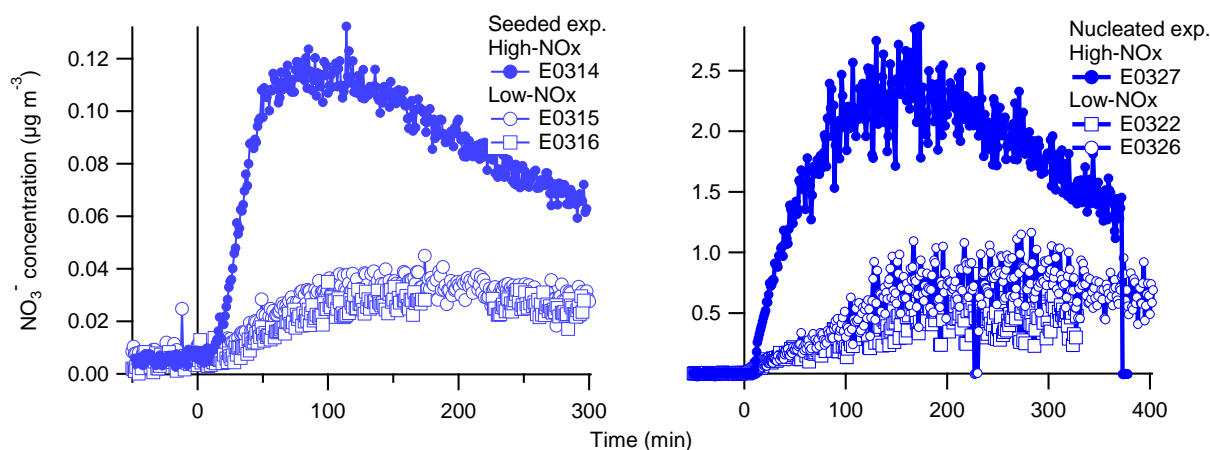 Seeded exp.
High-NOx
E0314
Low-NOx
E0315
E0316
0.12
0.10
0.08
0.06
0.04
0.02
0.00
NO₃⁻ concentration (µg m⁻³)
0
100
200
300
Nucleated exp.
High-NOx
E0327
Low-NOx
E0322
E0326
2.5
2.0
1.5
1.0
0.5
0.0
0
100
200
300
400
Time (min)